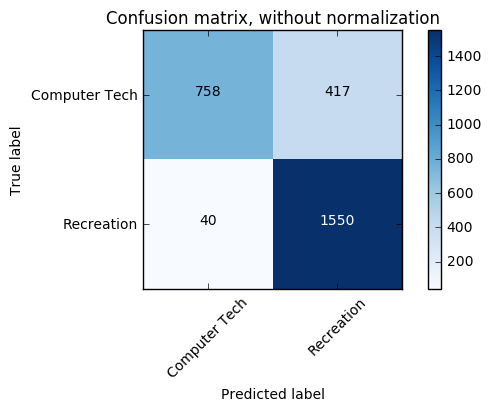 Confusion matrix, without normalization
Computer Tech
Recreation
True label
758
417
40
1550
Computer Tech
Recreation
Predicted label
1400
1200
1000
800
600
400
200